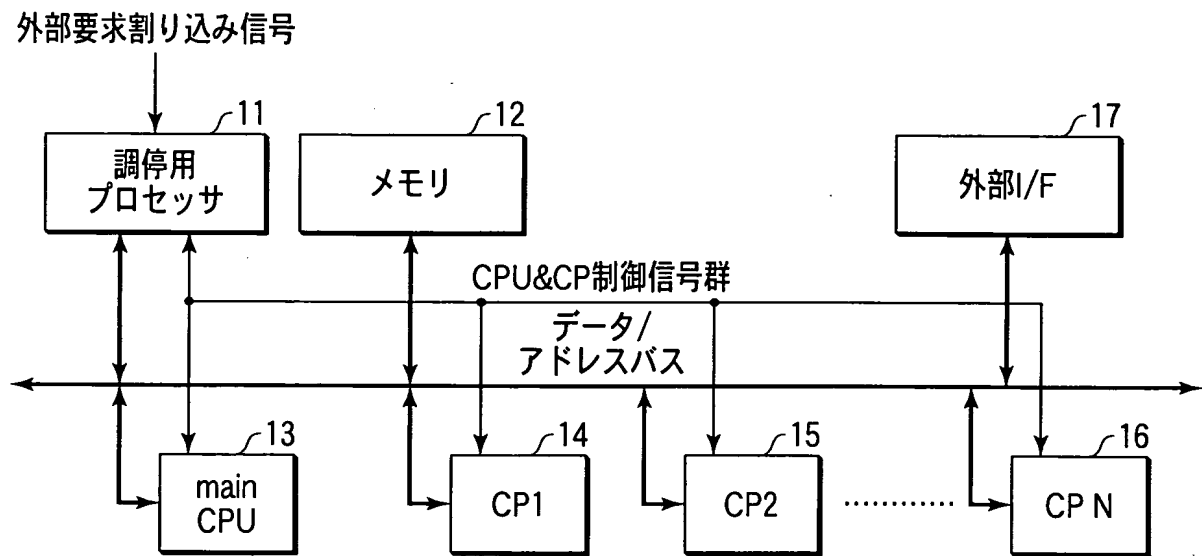 外部要求割り込み信号
11
調停用
プロセッサ
12
メモリ
17
外部I/F
CPU&CP制御信号群
データ/
アドレスバス
13
main
CPU
14
CP1
15
CP2
16
CP N